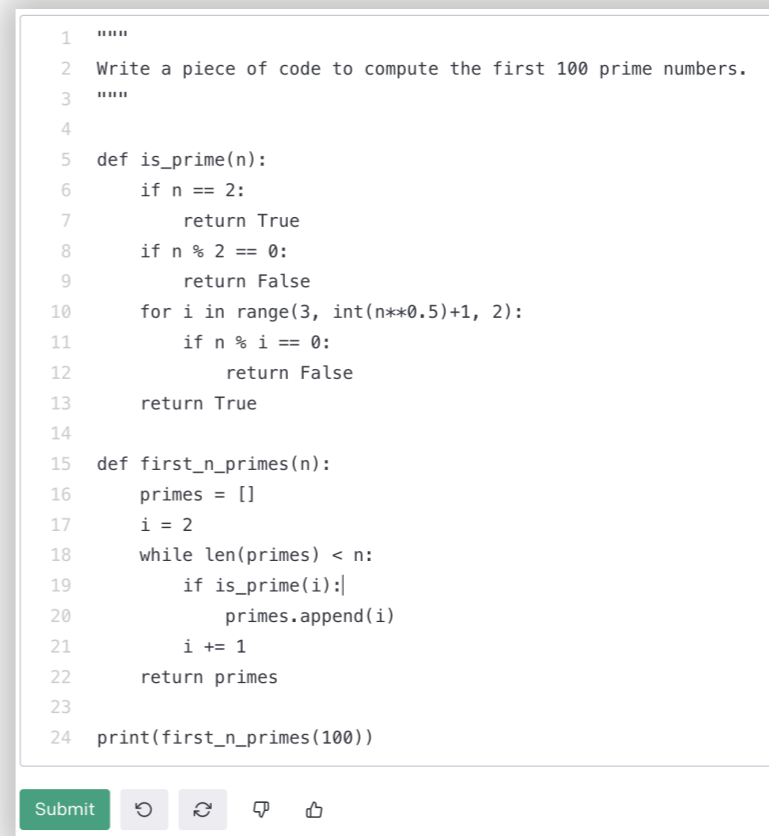 1 """
2 Write a piece of code to compute the first 100 prime numbers.
3 """
4
5 def is_prime(n):
6     if n == 2:
7         return True
8     if n % 2 == 0:
9         return False
10     for i in range(3, int(n**0.5)+1, 2):
11         if n % i == 0:
12             return False
13     return True
14
15 def first_n_primes(n):
16     primes = []
17     i = 2
18     while len(primes) < n:
19         if is_prime(i):
20             primes.append(i)
21         i += 1
22     return primes
23
24 print(first_n_primes(100))
Submit